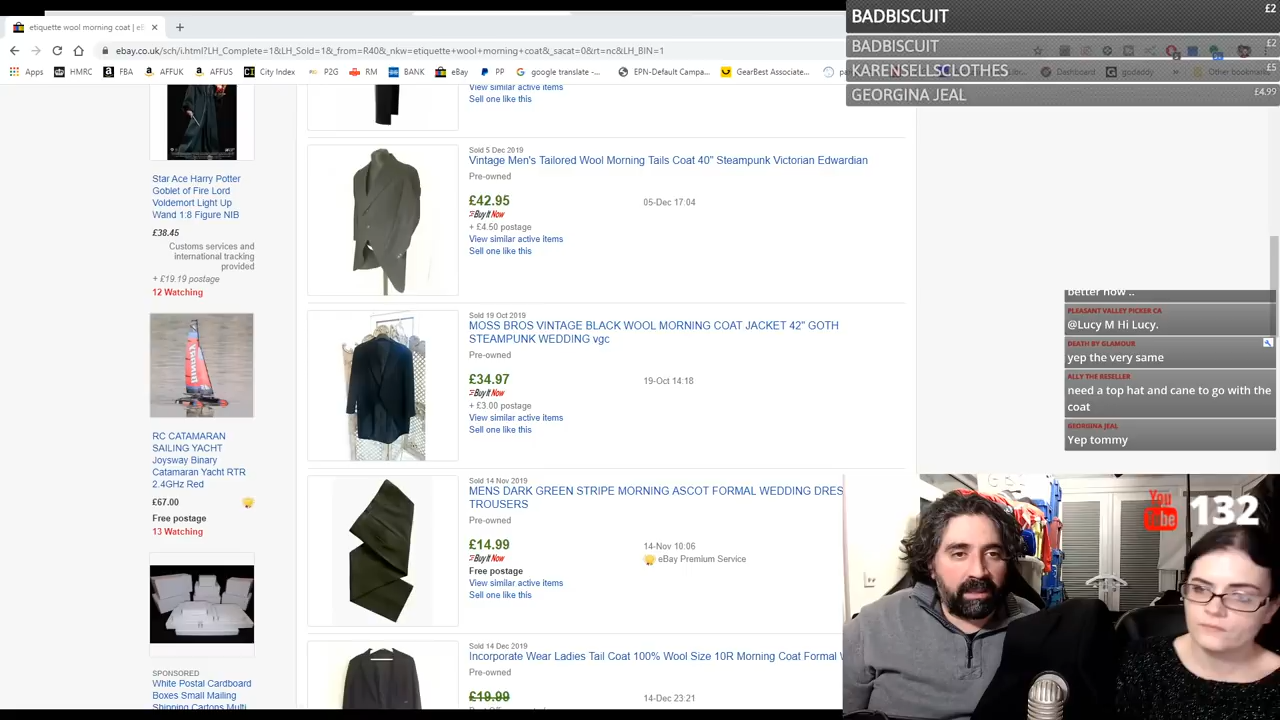 etiquette wool morning coat | eB
ebay.co.uk/sch/i.html?LH_Complete=1&LH_Sold=1&_from=R40&_nkw=etiquette+wool+morning+coat&_sacat=0&rt=nc&LH_BIN=1
Apps HMRC FBA AFFUK AFFUS City Index P2G RM BANK eBay PP google translate -... EPN-Default Campa... GearBest Associate... Dashboard godaddy Other bookmarks
BADBISCUIT £2
BADBISCUIT £2
KARENSELLSCLOTHES £5
GEORGINA JEAL £4.99
Star Ace Harry Potter
Goblet of Fire Lord
Voldemort Light Up
Wand 1:8 Figure NIB
£38.45
Customs services and
international tracking
provided
+ £19.19 postage
12 Watching
RC CATAMARAN
SAILING YACHT
Joysway Binary
Catamaran Yacht RTR
2.4GHz Red
£67.00
Free postage
13 Watching
SPONSORED
White Postal Cardboard
Boxes Small Mailing
Shipping Cartons Multi
View similar active items
Sell one like this
Sold 5 Dec 2019
Vintage Men's Tailored Wool Morning Tails Coat 40" Steampunk Victorian Edwardian
Pre-owned
£42.95 05-Dec 17:04
Buy It Now
+ £4.50 postage
View similar active items
Sell one like this
Sold 19 Oct 2019
MOSS BROS VINTAGE BLACK WOOL MORNING COAT JACKET 42" GOTH
STEAMPUNK WEDDING vgc
Pre-owned
£34.97 19-Oct 14:18
Buy It Now
+ £3.00 postage
View similar active items
Sell one like this
Sold 14 Nov 2019
MENS DARK GREEN STRIPE MORNING ASCOT FORMAL WEDDING DRES
TROUSERS
Pre-owned
£14.99 14-Nov 10:06
Buy It Now eBay Premium Service
Free postage
View similar active items
Sell one like this
Sold 14 Dec 2019
Incorporate Wear Ladies Tail Coat 100% Wool Size 10R Morning Coat Formal W
Pre-owned
£19.99 14-Dec 23:21
better now ..
PLEASANT VALLEY PICKER CA
@Lucy M Hi Lucy.
DEATH BY GLAMOUR
yep the very same
ALLY THE RESELLER
need a top hat and cane to go with the
coat
GEORGINA JEAL
Yep tommy
You
Tube 132